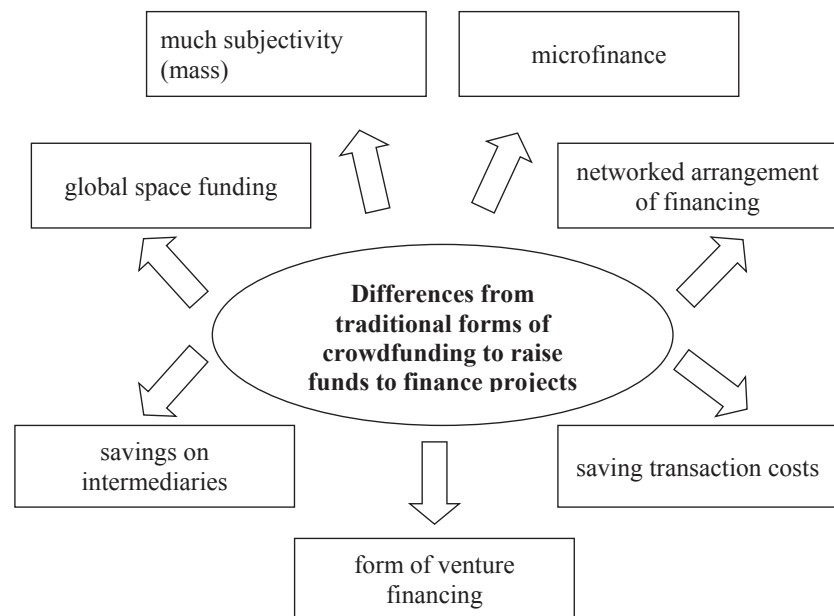 much subjectivity
(mass)
microfinance
global space funding
networked arrangement
of financing
Differences from
traditional forms of
crowdfunding to raise
funds to finance projects
savings on
intermediaries
saving transaction costs
form of venture
financing